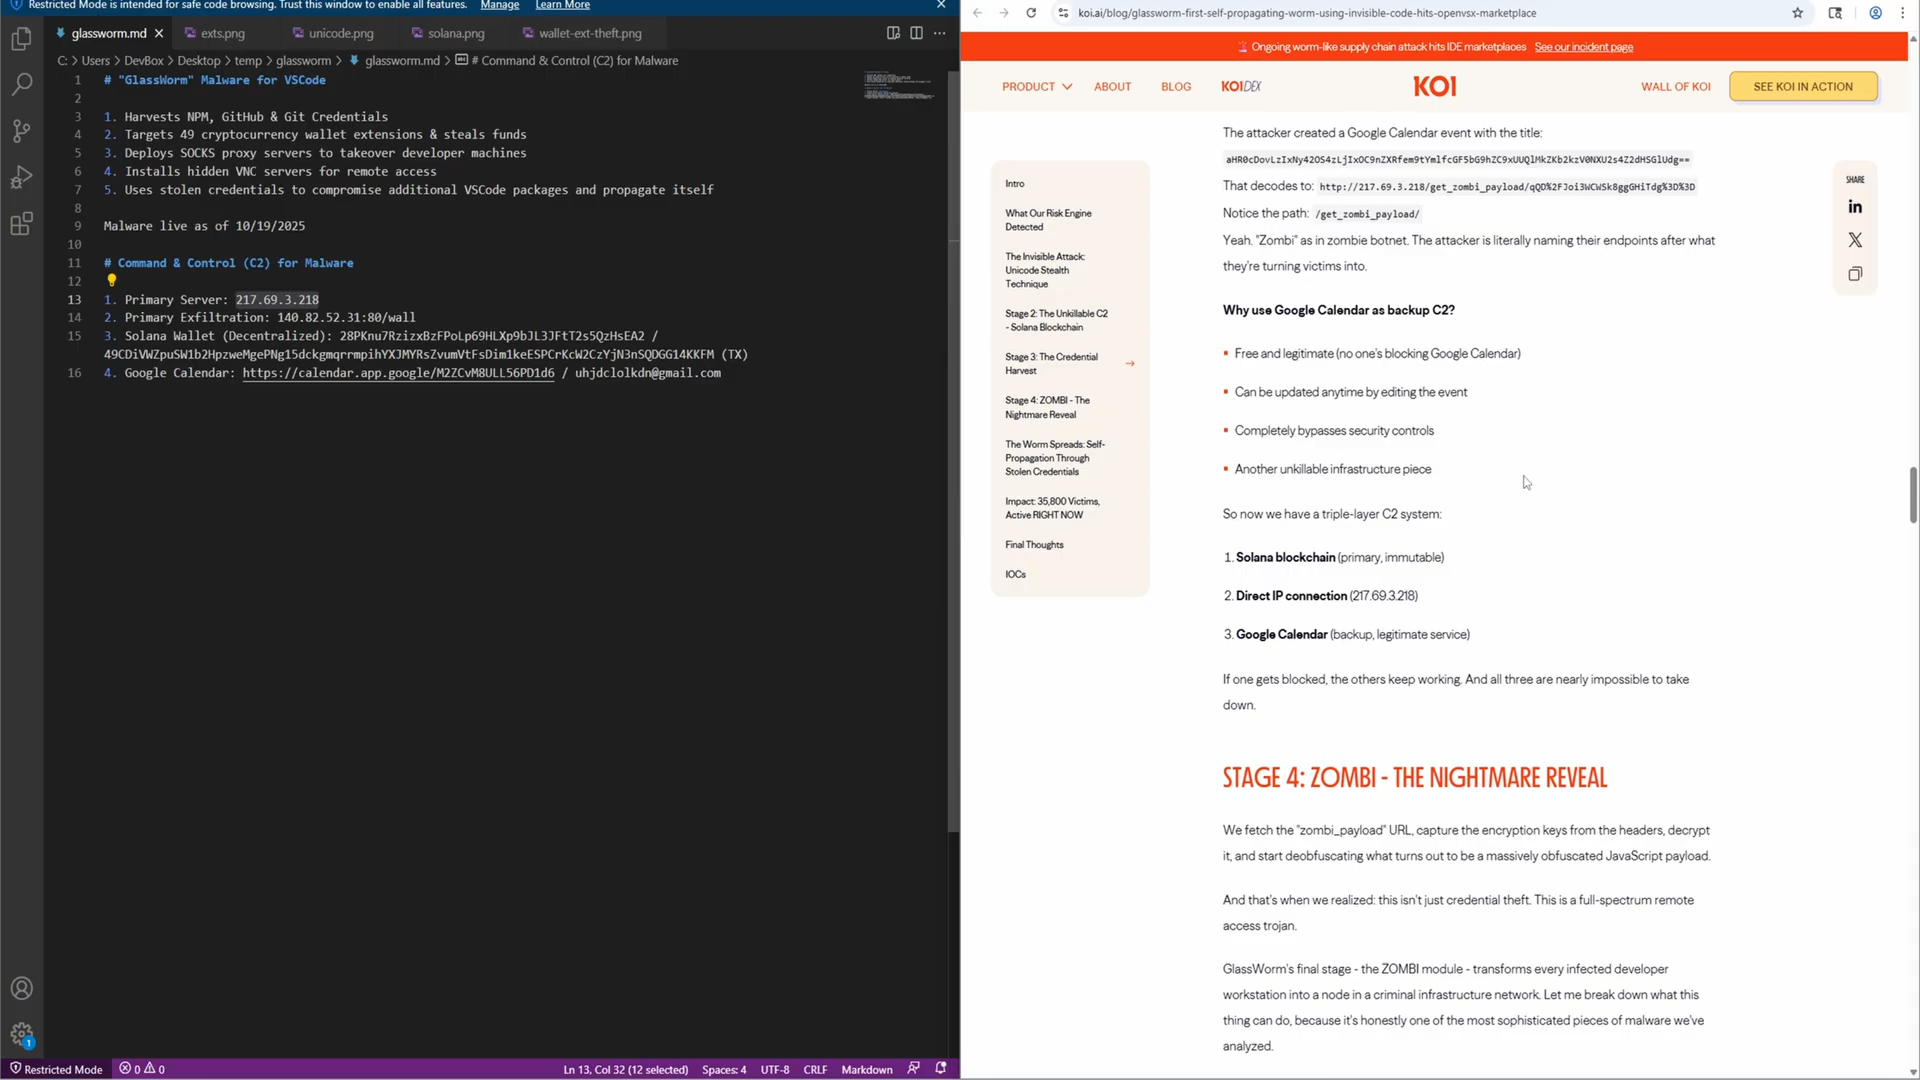 Restricted Mode is intended for safe code browsing. Trust this window to enable all features. Manage Learn More
glassworm.md
exts.png
unicode.png
solana.png
wallet-ext-theft.png
C: > Users > DevBox > Desktop > temp > glassworm > glassworm.md > # Command & Control (C2) for Malware
1 # "GlassWorm" Malware for VSCode
2
3 1. Harvests NPM, GitHub & Git Credentials
4 2. Targets 49 cryptocurrency wallet extensions & steals funds
5 3. Deploys SOCKS proxy servers to takeover developer machines
6 4. Installs hidden VNC servers for remote access
7 5. Uses stolen credentials to compromise additional VSCode packages and propagate itself
8
9 Malware live as of 10/19/2025
10
11 # Command & Control (C2) for Malware
12
13 1. Primary Server: 217.69.3.218
14 2. Primary Exfiltration: 140.82.52.31:80/wall
15 3. Solana Wallet (Decentralized): 28PKnu7RzizxBzFPoLp69HLXp9bJL3JFtT2s5QzHsEA2 /
49CDiVWZpuSW1b2HpzweMgePNg15dckgmqrrmpihYXJMYRsZvumVtFsDim1keESPCrKcW2CzYjN3nSQDGG14KKFM (TX)
16 4. Google Calendar: https://calendar.app.google/M2ZCvM8ULL56PD1d6 / uhjdclolkdn@gmail.com
1
Restricted Mode
0 0
Ln 13, Col 32 (12 selected)
Spaces: 4
UTF-8
CRLF
Markdown
koi.ai/blog/glassworm-first-self-propagating-worm-using-invisible-code-hits-openvsx-marketplace
Ongoing worm-like supply chain attack hits IDE marketplaces See our incident page
PRODUCT
ABOUT
BLOG
KOIDEX
KOI
WALL OF KOI
SEE KOI IN ACTION
Intro
What Our Risk Engine
Detected
The Invisible Attack:
Unicode Stealth
Technique
Stage 2: The Unkillable C2
- Solana Blockchain
Stage 3: The Credential
Harvest
Stage 4: ZOMBI - The
Nightmare Reveal
The Worm Spreads: Self-
Propagation Through
Stolen Credentials
Impact: 35,800 Victims,
Active RIGHT NOW
Final Thoughts
IOCs
The attacker created a Google Calendar event with the title:
That decodes to: http://217.69.3.218/get_zombi_payload/qQD%2FJoi3WCWSk8ggGHiTdg%3D%3D
Notice the path: /get_zombi_payload/
Yeah. "Zombi" as in zombie botnet. The attacker is literally naming their endpoints after what
they're turning victims into.
Why use Google Calendar as backup C2?
Free and legitimate (no one's blocking Google Calendar)
Can be updated anytime by editing the event
Completely bypasses security controls
Another unkillable infrastructure piece
So now we have a triple-layer C2 system:
1. Solana blockchain (primary, immutable)
2. Direct IP connection (217.69.3.218)
3. Google Calendar (backup, legitimate service)
If one gets blocked, the others keep working. And all three are nearly impossible to take
down.
STAGE 4: ZOMBI - THE NIGHTMARE REVEAL
We fetch the "zombi_payload" URL, capture the encryption keys from the headers, decrypt
it, and start deobfuscating what turns out to be a massively obfuscated JavaScript payload.
And that's when we realized: this isn't just credential theft. This is a full-spectrum remote
access trojan.
GlassWorm's final stage - the ZOMBI module - transforms every infected developer
workstation into a node in a criminal infrastructure network. Let me break down what this
thing can do, because it's honestly one of the most sophisticated pieces of malware we've
analyzed.
SHARE